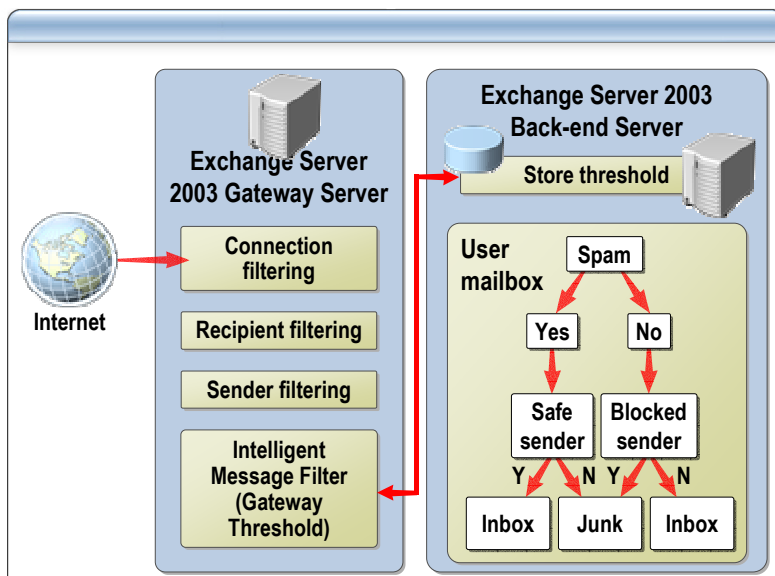 Exchange Server
2003 Gateway Server
Connection
filtering
Recipient filtering
Sender filtering
Intelligent
Message Filter
(Gateway
Threshold)
Internet
Exchange Server 2003
Back-end Server
Store threshold
User
mailbox
Spam
Yes
No
Safe
sender
Blocked
sender
Y
N
Y
N
Inbox
Junk
Inbox